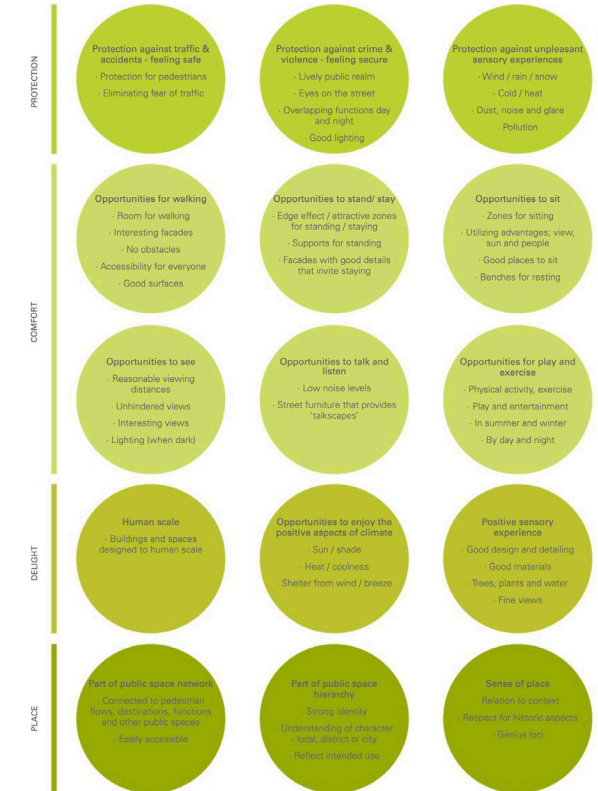 PROTECTION
Protection against traffic &
accidents - feeling safe
· Protection for pedestrians
· Eliminating fear of traffic
Protection against crime &
violence - feeling secure
· Lively public realm
· Eyes on the street
· Overlapping functions day
and night
· Good lighting
Protection against unpleasant
sensory experiences
· Wind / rain / snow
· Cold / heat
· Dust, noise and glare
· Pollution
COMFORT
Opportunities for walking
· Room for walking
· Interesting facades
· No obstacles
· Accessibility for everyone
· Good surfaces
Opportunities to stand/ stay
· Edge effect / attractive zones
for standing / staying
· Supports for standing
· Facades with good details
that invite staying
Opportunities to sit
· Zones for sitting
· Utilizing advantages; view,
sun and people
· Good places to sit
· Benches for resting
Opportunities to see
· Reasonable viewing
distances
· Unhindered views
· Interesting views
· Lighting (when dark)
Opportunities to talk and
listen
· Low noise levels
· Street furniture that provides
'talkscapes'
Opportunities for play and
exercise
· Physical activity, exercise
· Play and entertainment
· In summer and winter
· By day and night
DELIGHT
Human scale
· Buildings and spaces
designed to human scale
Opportunities to enjoy the
positive aspects of climate
· Sun / shade
· Heat / coolness
· Shelter from wind / breeze
Positive sensory
experience
· Good design and detailing
· Good materials
· Trees, plants and water
· Fine views
PLACE
Part of public space network
· Connected to pedestrian
flows, destinations, functions
and other public spaces
· Easily accessible
Part of public space
hierarchy
· Strong identity
· Understanding of character
- local, district or city
· Reflect intended use
Sense of place
· Relation to context
· Respect for historic aspects
· Genius loci